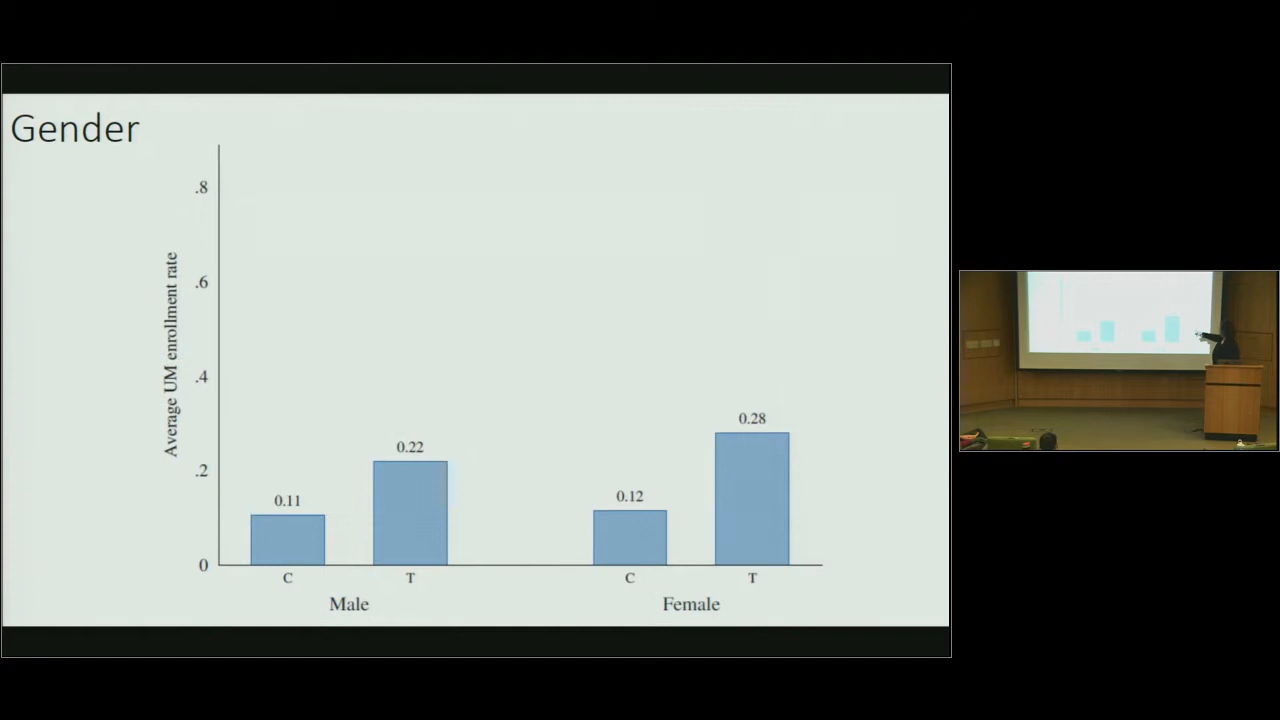 Gender
Average UM enrollment rate
.8
.6
.4
.2
0
0.11
0.22
0.12
0.28
C
T
C
T
Male
Female